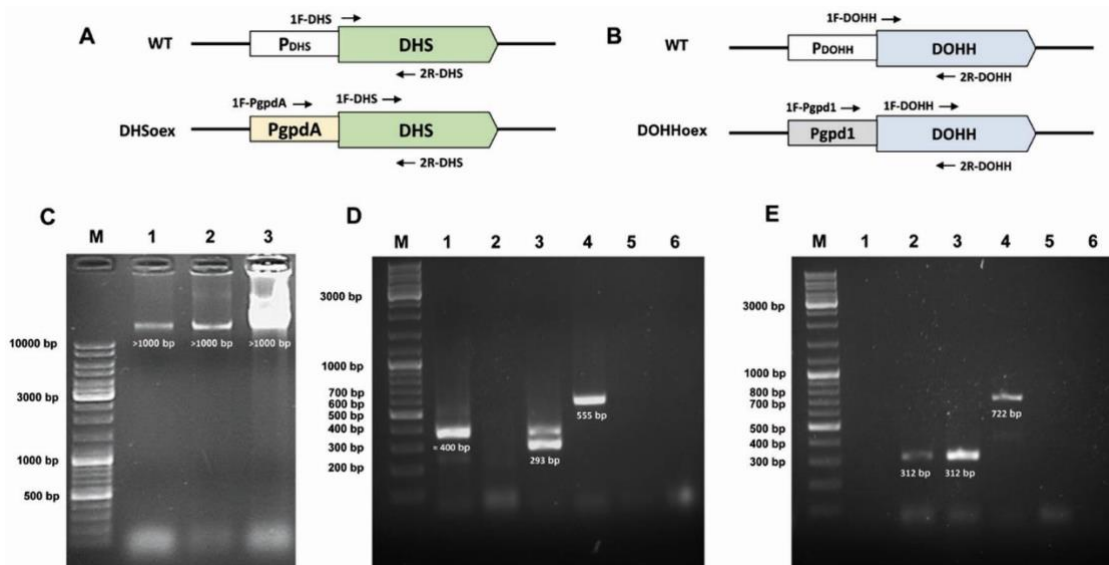 A
WT
1F-DHS →
PDHS
DHS
← 2R-DHS
DHSoex
1F-PgpdA →
1F-DHS →
PgpdA
DHS
← 2R-DHS
B
WT
1F-DOHH →
PDOHH
DOHH
← 2R-DOHH
DOHHoex
1F-Pgpd1 →
1F-DOHH →
Pgpd1
DOHH
← 2R-DOHH
C
M 1 2 3
10000 bp
3000 bp
1000 bp
500 bp
>1000 bp >1000 bp >1000 bp
D
M 1 2 3 4 5 6
3000 bp
1000 bp
700 bp
600 bp
500 bp
400 bp
300 bp
200 bp
555 bp
≈ 400 bp
293 bp
E
M 1 2 3 4 5 6
3000 bp
1000 bp
800 bp
700 bp
500 bp
400 bp
300 bp
722 bp
312 bp 312 bp